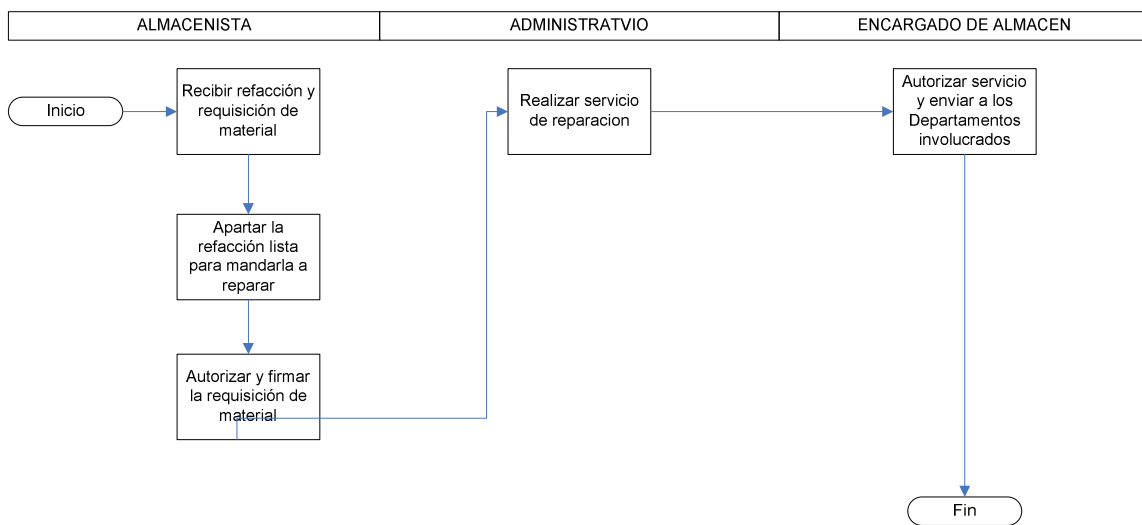 ALMACENISTA
ADMINISTRATVIO
ENCARGADO DE ALMACEN
Inicio
Recibir refacción y
requisición de
material
Apartar la
refacción lista
para mandarla a
reparar
Autorizar y firmar
la requisición de
material
Realizar servicio
de reparacion
Autorizar servicio
y enviar a los
Departamentos
involucrados
Fin